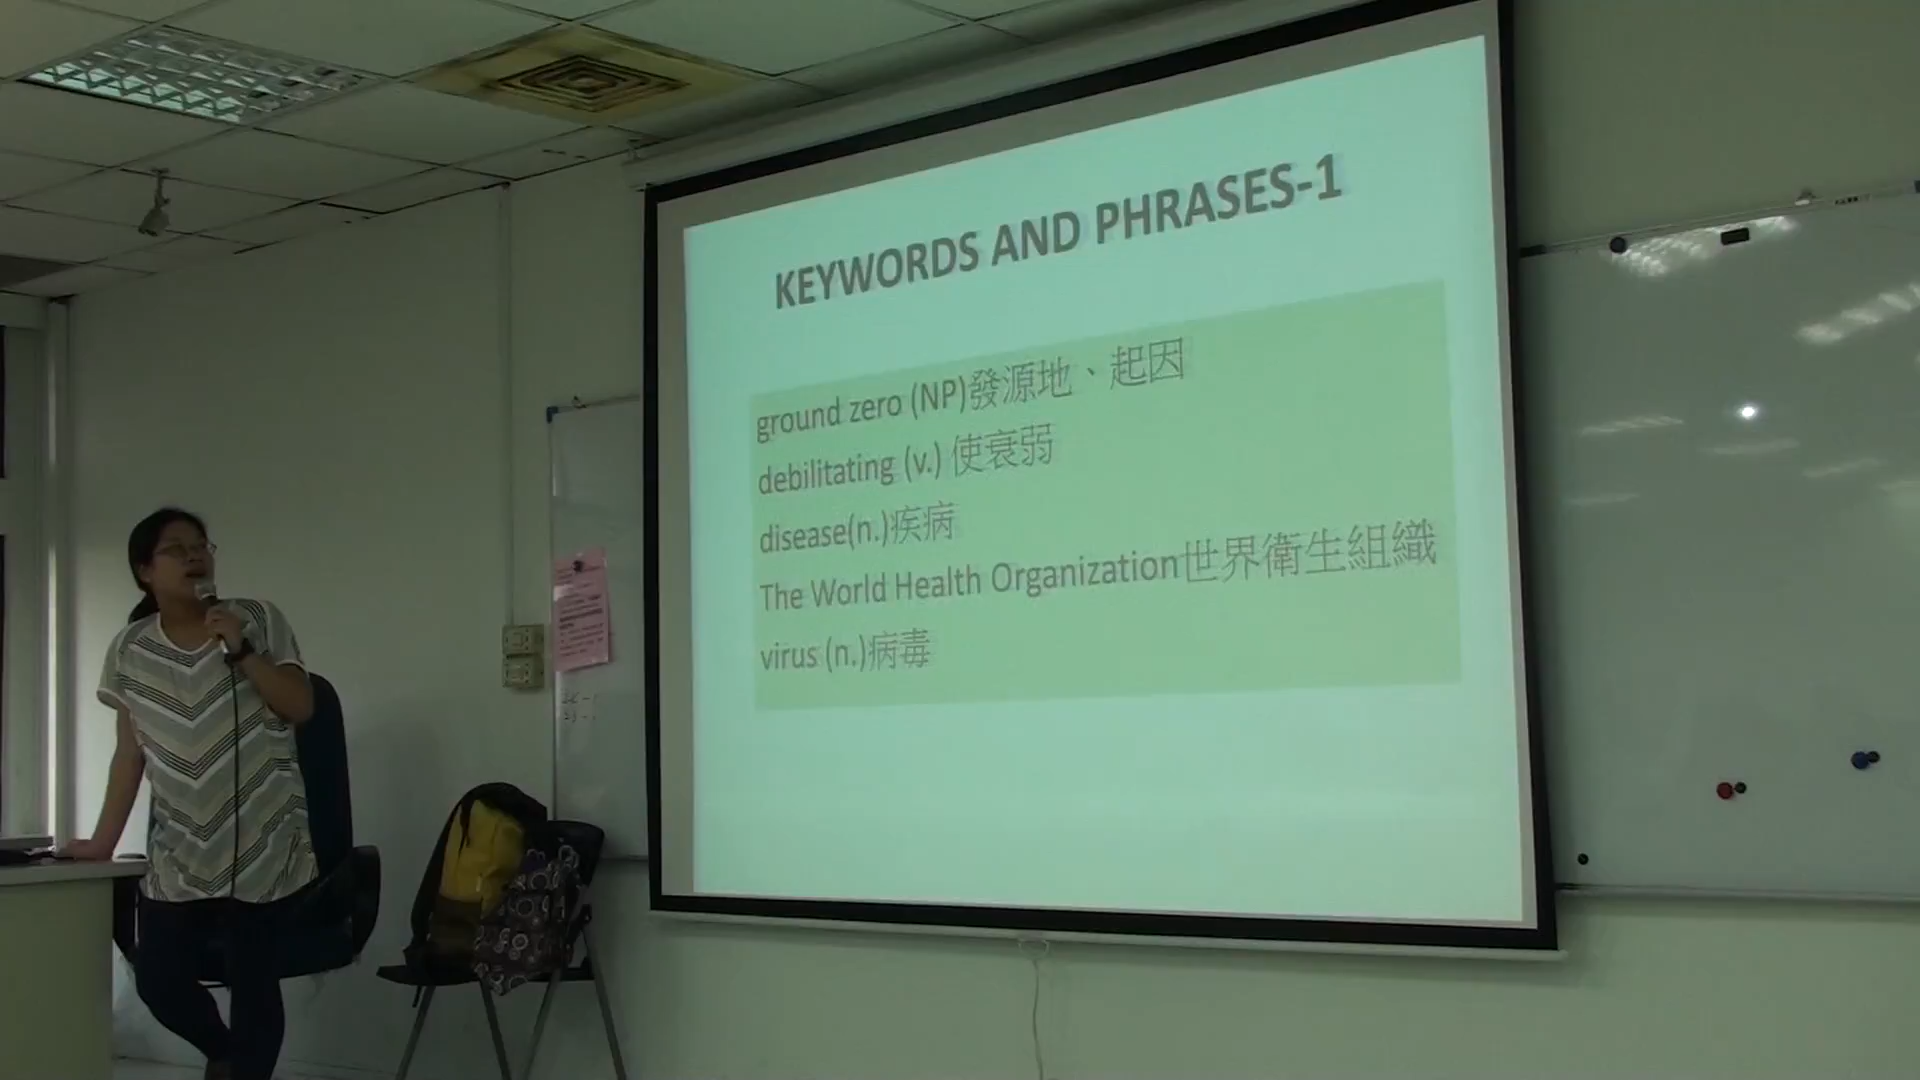 KEYWORDS AND PHRASES-1
ground zero (NP)發源地、起因
debilitating (v.) 使衰弱
disease(n.)疾病
The World Health Organization世界衛生組織
virus (n.)病毒